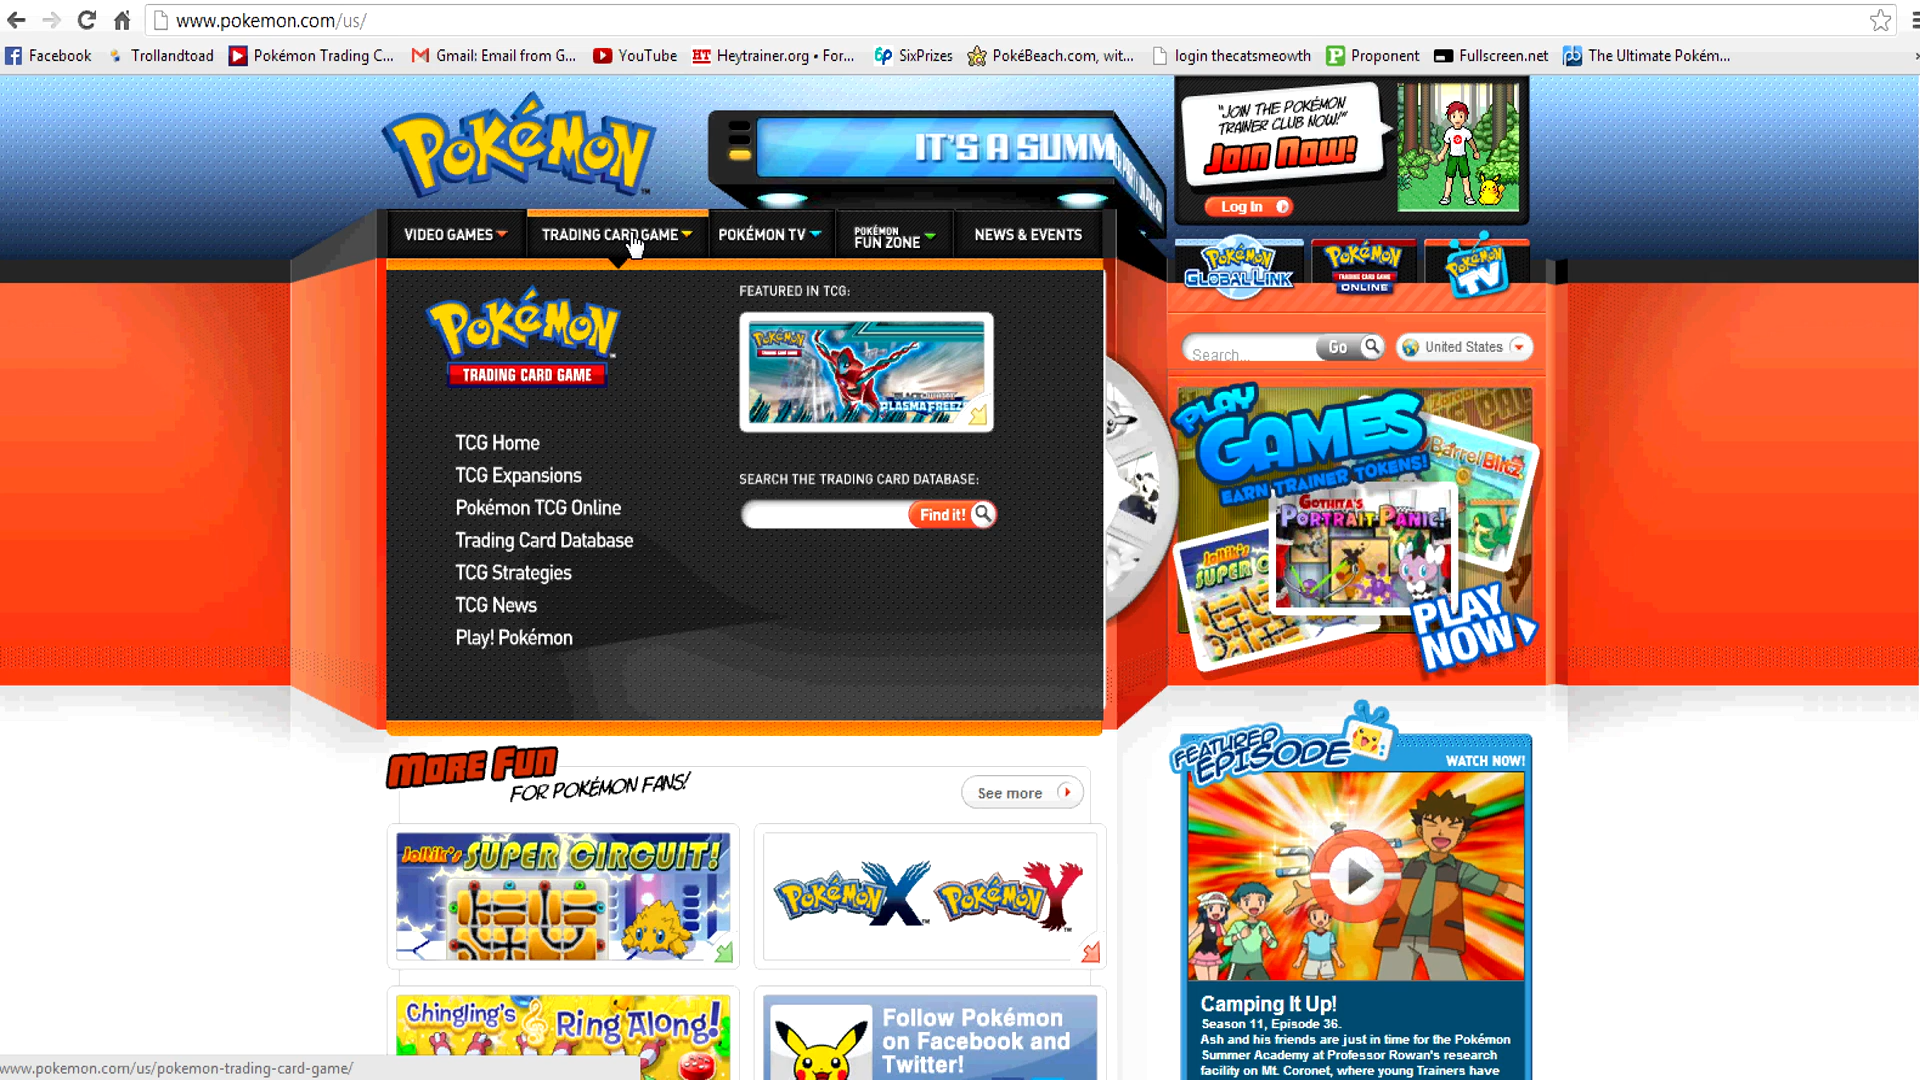 www.pokemon.com/us/
Facebook
Trollandtoad
Pokémon Trading C...
Gmail: Email from G...
YouTube
HT Heytrainer.org • For...
6P SixPrizes
PokéBeach.com, wit...
login thecatsmeowth
P Proponent
Fullscreen.net
pb The Ultimate Pokém...
POKéMON
IT'S A SUMM
"JOIN THE POKÉMON
TRAINER CLUB NOW!"
Join Now!
Log In
VIDEO GAMES
TRADING CARD GAME
POKÉMON TV
POKÉMON
FUN ZONE
NEWS & EVENTS
POKéMON
GLOBAL LINK
POKéMON
TRADING CARD GAME
ONLINE
POKéMON
TV
Search...
Go
United States
POKéMON
TRADING CARD GAME
FEATURED IN TCG:
POKéMON
PLASMA FREEZE
TCG Home
TCG Expansions
Pokémon TCG Online
Trading Card Database
TCG Strategies
TCG News
Play! Pokémon
SEARCH THE TRADING CARD DATABASE:
Find it!
PLAY
GAMES
EARN TRAINER TOKENS!
Barrel Blitz
GOTHITA'S
PORTRAIT PANIC!
Joltik's
SUPER C
PLAY
NOW
MORE FUN
FOR POKÉMON FANS!
See more
Joltik's SUPER CIRCUIT!
POKéMON X
POKéMON Y
Chingling's
Ring Along!
Follow Pokémon
on Facebook and
Twitter!
FEATURED
EPISODE
WATCH NOW!
Camping It Up!
Season 11, Episode 36.
Ash and his friends are just in time for the Pokémon
Summer Academy at Professor Rowan's research
facility on Mt. Coronet, where young Trainers have
www.pokemon.com/us/pokemon-trading-card-game/